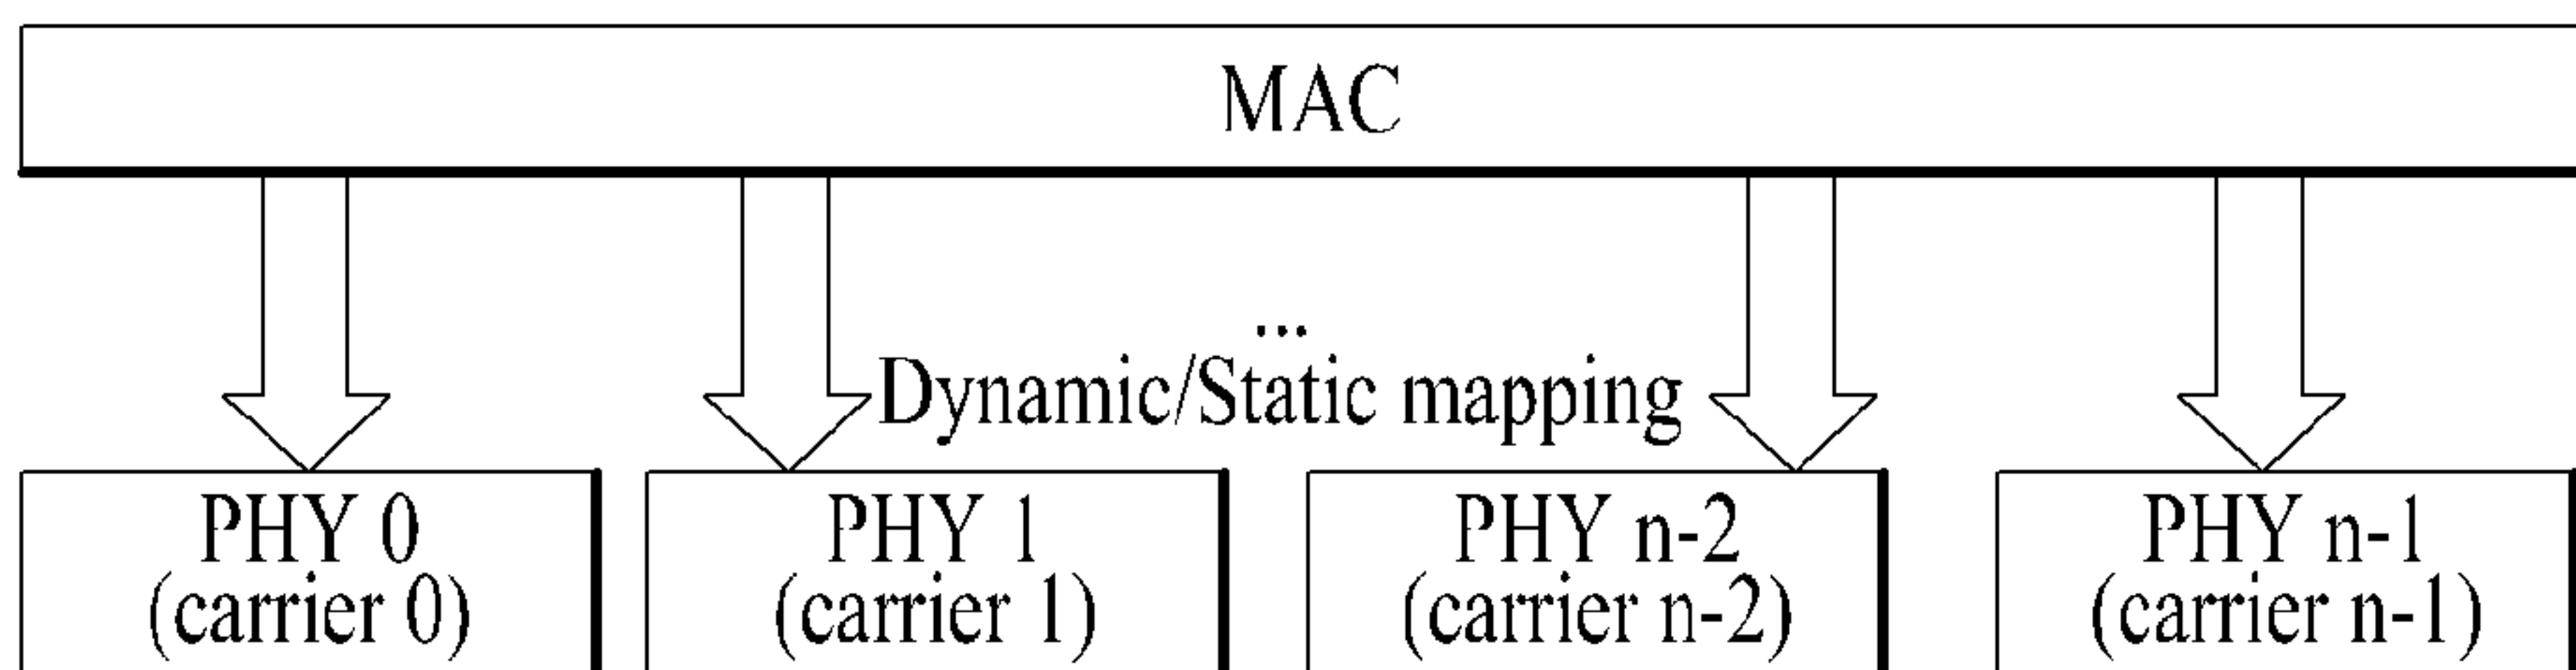 MAC
...
Dynamic/Static mapping
PHY 0
(carrier 0)
PHY 1
(carrier 1)
PHY n-2
(carrier n-2)
PHY n-1
(carrier n-1)